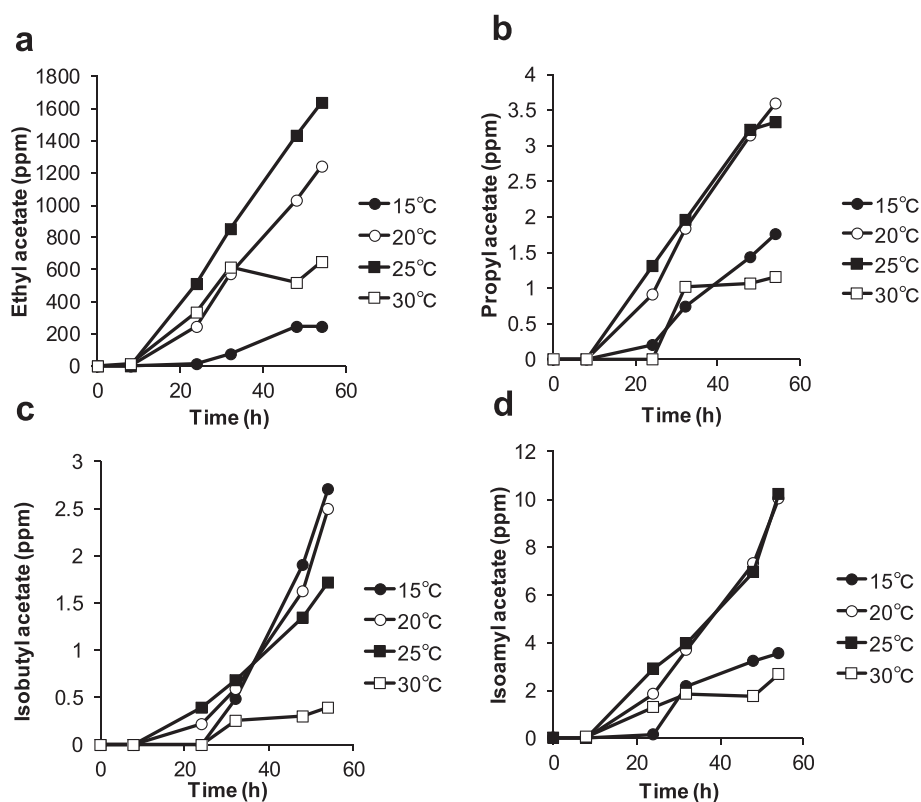 a
1800
1600
1400
1200
1000
800
600
400
200
0
Ethyl acetate (ppm)
0 20 40 60
Time (h)
15°C
20°C
25°C
30°C
b
4
3.5
3
2.5
2
1.5
1
0.5
0
Propyl acetate (ppm)
0 20 40 60
Time (h)
15°C
20°C
25°C
30°C
c
3
2.5
2
1.5
1
0.5
0
Isobutyl acetate (ppm)
0 20 40 60
Time (h)
15°C
20°C
25°C
30°C
d
12
10
8
6
4
2
0
Isoamyl acetate (ppm)
0 20 40 60
Time (h)
15°C
20°C
25°C
30°C